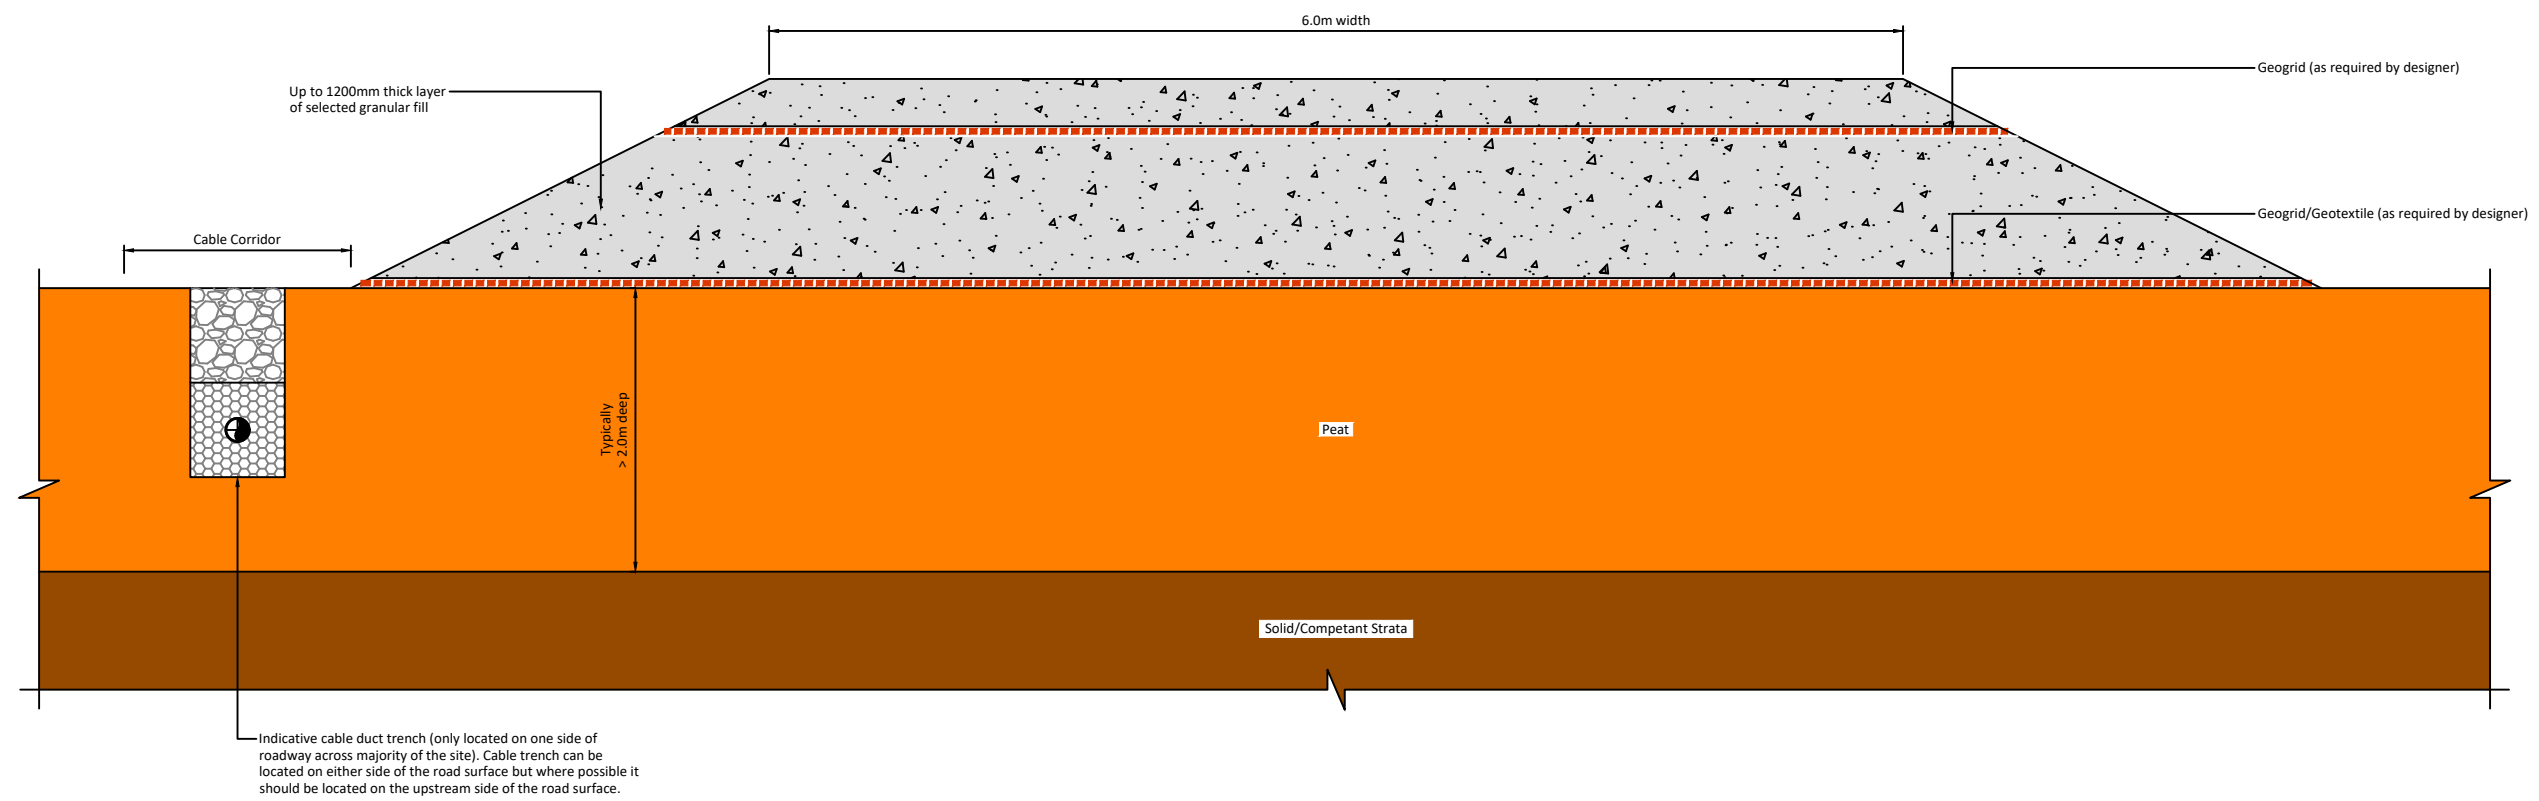 6.0m width
Geogrid (as required by designer)
Up to 1200mm thick layer
of selected granular fill
Geogrid/Geotextile (as required by designer)
Cable Corridor
Typically
> 2.0m deep
Peat
Solid/Competant Strata
Indicative cable duct trench (only located on one side of
roadway across majority of the site). Cable trench can be
located on either side of the road surface but where possible it
should be located on the upstream side of the road surface.